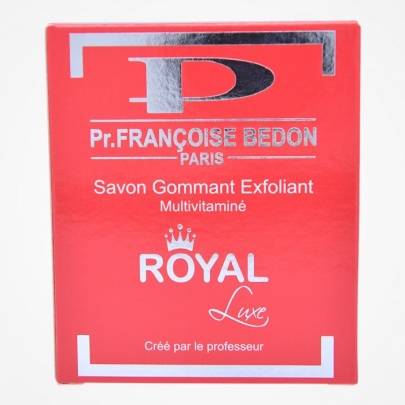 P
Pr.FRANÇOISE BEDON
PARIS
Savon Gommant Exfoliant
Multivitaminé
ROYAL
Luxe
Créé par le professeur